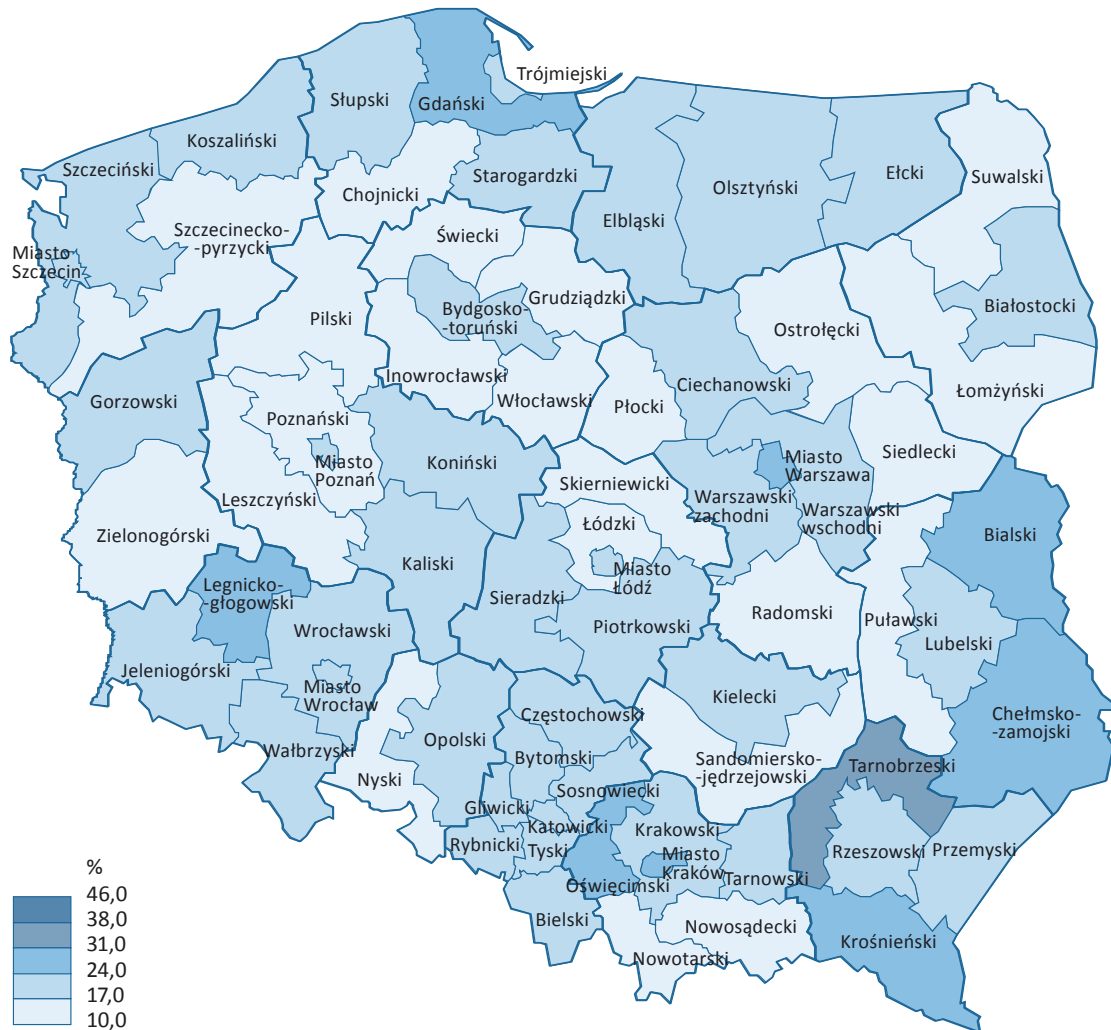 Trójmiejski
Słupski
Gdański
Koszaliński
Szczeciński
Chojnicki
Starogardzki
Olsztyński
Ełcki
Suwalski
Elbląski
Szczecinecko-
-pyrzycki
Świecki
Miasto
Szczecin
Grudziądzki
Białostocki
Bydgosko-
-toruński
Pilski
Ostrołęcki
Inowrocławski
Włocławski
Ciechanowski
Płocki
Łomżyński
Gorzowski
Poznański
Miasto
Poznań
Koniński
Siedlecki
Miasto
Warszawa
Leszczyński
Skierniewicki
Warszawski
zachodni
Warszawski
wschodni
Zielonogórski
Łódzki
Bialski
Kaliski
Miasto
Łódź
Legnicko-
-głogowski
Sieradzki
Radomski
Puławski
Wrocławski
Piotrkowski
Lubelski
Jeleniogórski
Miasto
Wrocław
Kielecki
Chełmsko-
-zamojski
Częstochowski
Opolski
Wałbrzyski
Bytomski
Sandomiersko-
-jędrzejowski
Tarnobrzeski
Nyski
Sosnowiecki
Gliwicki
Katowicki
Krakowski
Rybnicki
Tyski
Miasto
Kraków
Rzeszowski
Przemyski
Oświęcimski
Tarnowski
Bielski
Nowosądecki
Krośnieński
Nowotarski
%
46,0
38,0
31,0
24,0
17,0
10,0